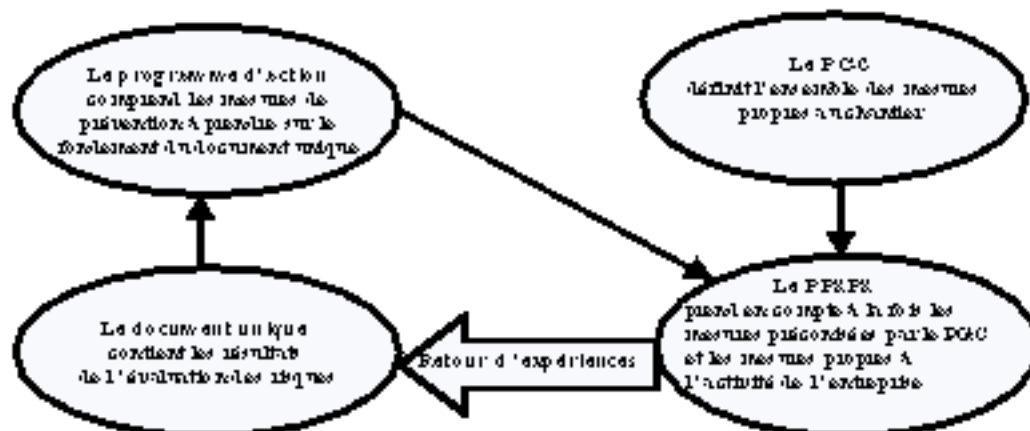 Le programme d'action
comprend les mesures de
prévention à prendre sur le
fondement du document unique
Le PGC
définit l'ensemble des mesures
propres au chantier
Le document unique
contient les résultats
de l'évaluation des risques
Retour d'expériences
Le PPSPS
prend en compte à la fois les
mesures préconisées par le PGC
et les mesures propres à
l'activité de l'entreprise